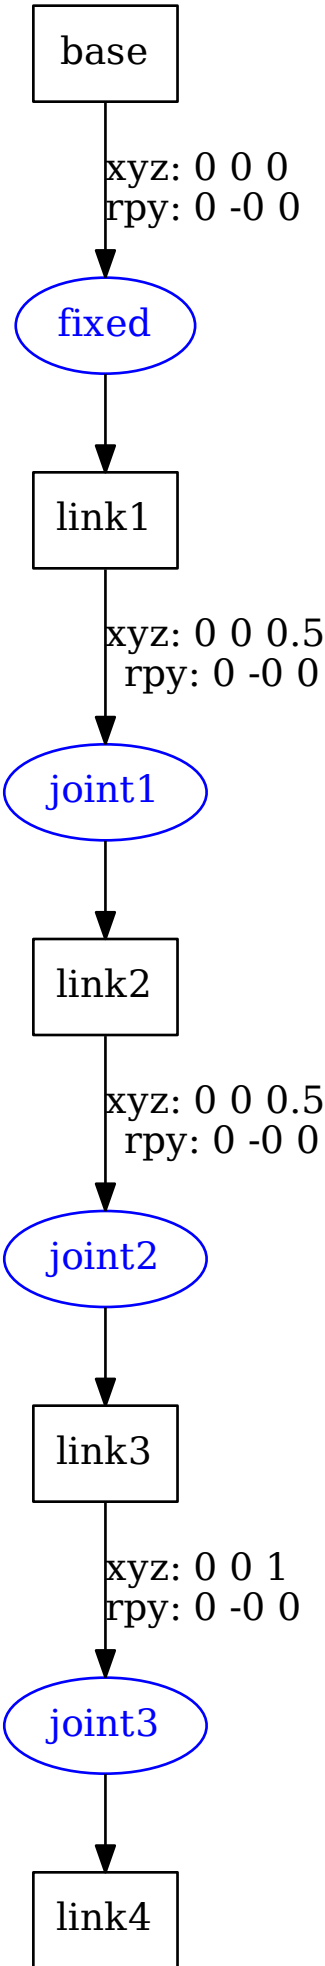 base
xyz: 0 0 0
rpy: 0 -0 0
fixed
link1
xyz: 0 0 0.5
rpy: 0 -0 0
joint1
link2
xyz: 0 0 0.5
rpy: 0 -0 0
joint2
link3
xyz: 0 0 1
rpy: 0 -0 0
joint3
link4